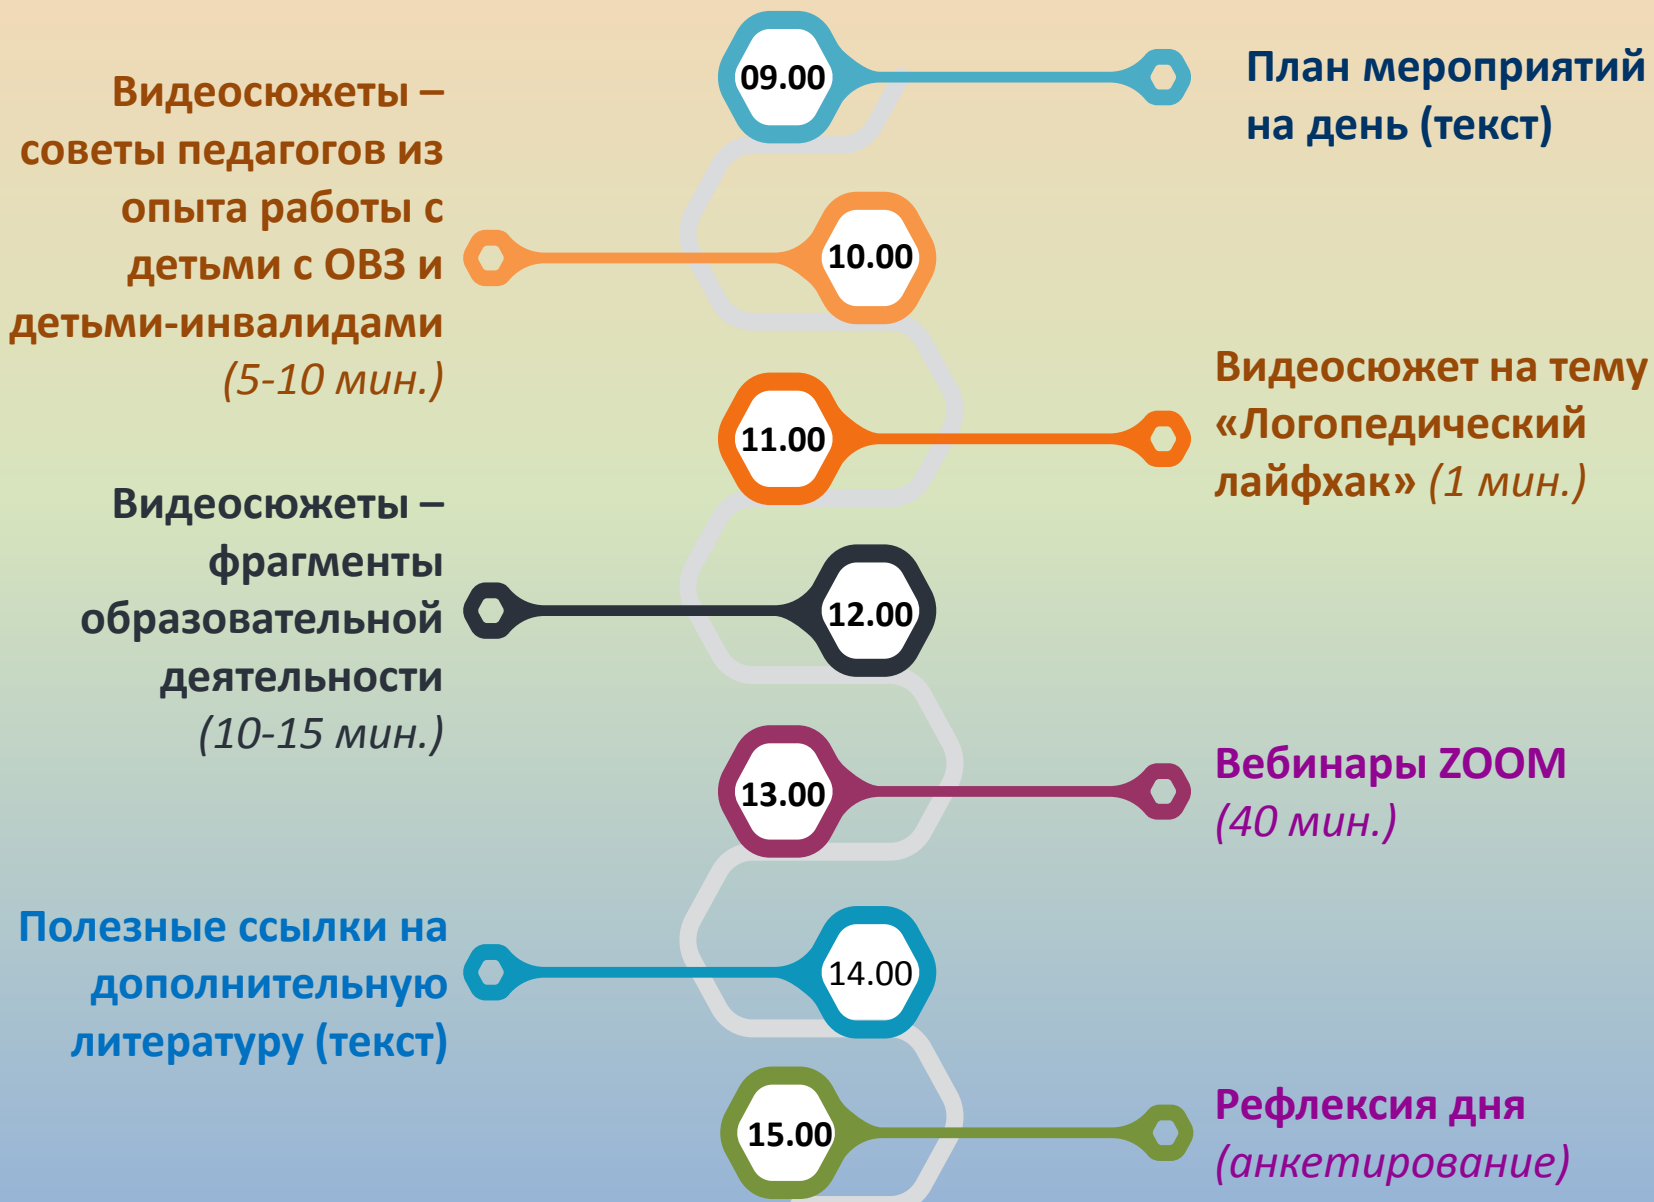 09.00
План мероприятий
на день (текст)
Видеосюжеты –
советы педагогов из
опыта работы с
детьми с ОВЗ и
детьми-инвалидами
(5-10 мин.)
10.00
11.00
Видеосюжет на тему
«Логопедический
лайфхак» (1 мин.)
Видеосюжеты –
фрагменты
образовательной
деятельности
(10-15 мин.)
12.00
13.00
Вебинары ZOOM
(40 мин.)
Полезные ссылки на
дополнительную
литературу (текст)
14.00
15.00
Рефлексия дня
(анкетирование)